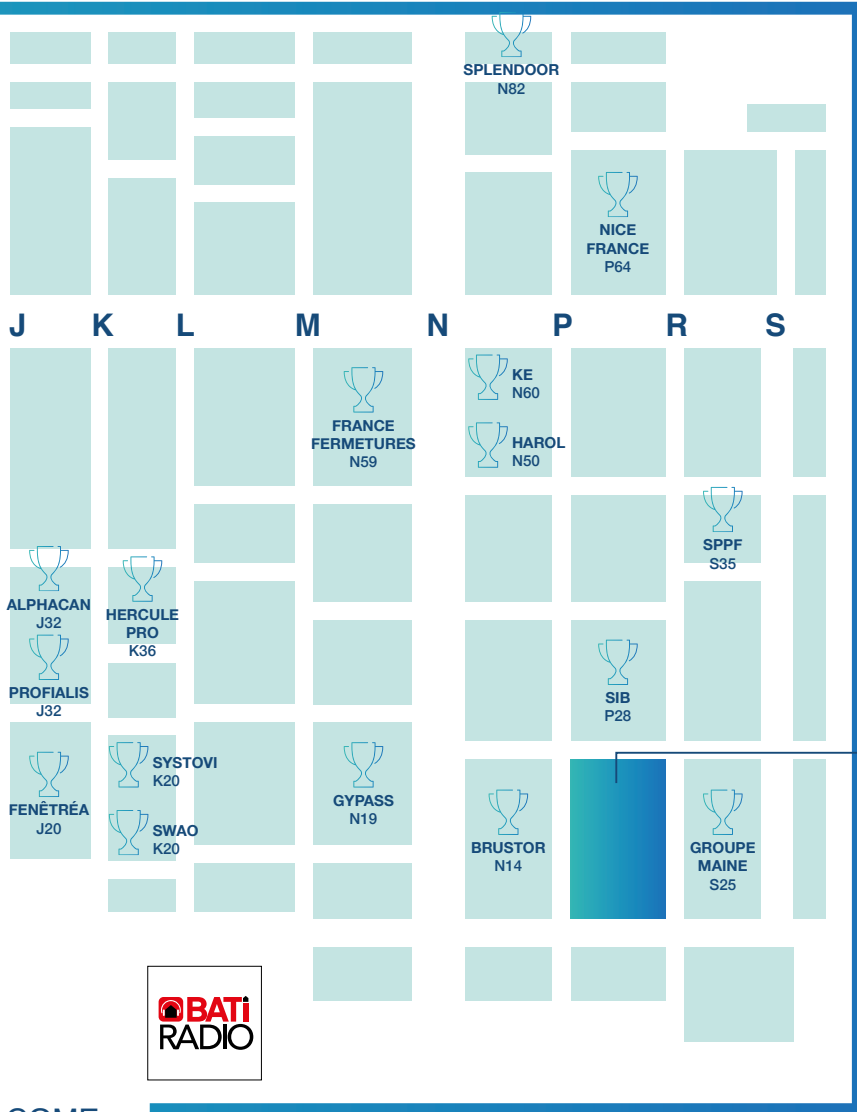 SPLENDOOR
N82
NICE
FRANCE
P64
J K L M N P R S
KE
N60
FRANCE
FERMETURES
N59
HAROL
N50
SPPF
S35
ALPHACAN
J32
HERCULE
PRO
K36
PROFIALIS
J32
SIB
P28
SYSTOVI
K20
FENÊTRÉA
J20
SWAO
K20
GYPASS
N19
BRUSTOR
N14
GROUPE
MAINE
S25
BATi
RADIO